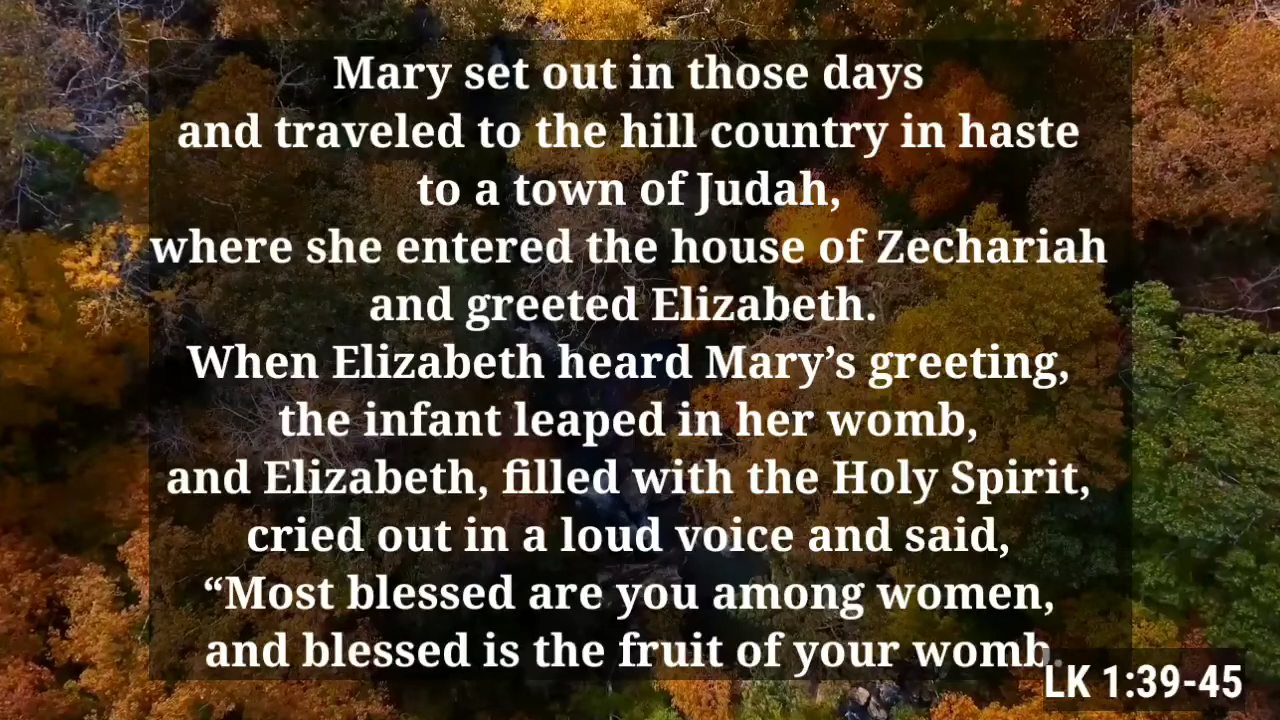 Mary set out in those days
and traveled to the hill country in haste
to a town of Judah,
where she entered the house of Zechariah
and greeted Elizabeth.
When Elizabeth heard Mary’s greeting,
the infant leaped in her womb,
and Elizabeth, filled with the Holy Spirit,
cried out in a loud voice and said,
“Most blessed are you among women,
and blessed is the fruit of your womb.
LK 1:39-45